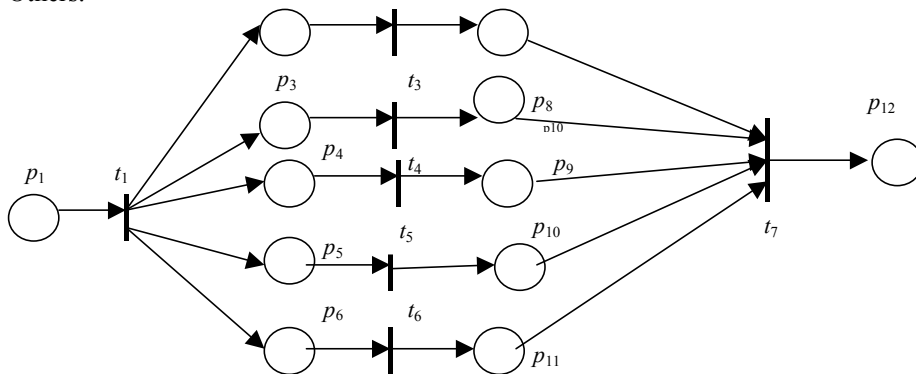 Others.
p3 t3 p8 p12
p10
p1 t1 p4 t4 p9
p5 t5 p10 t7
p6 t6 p11